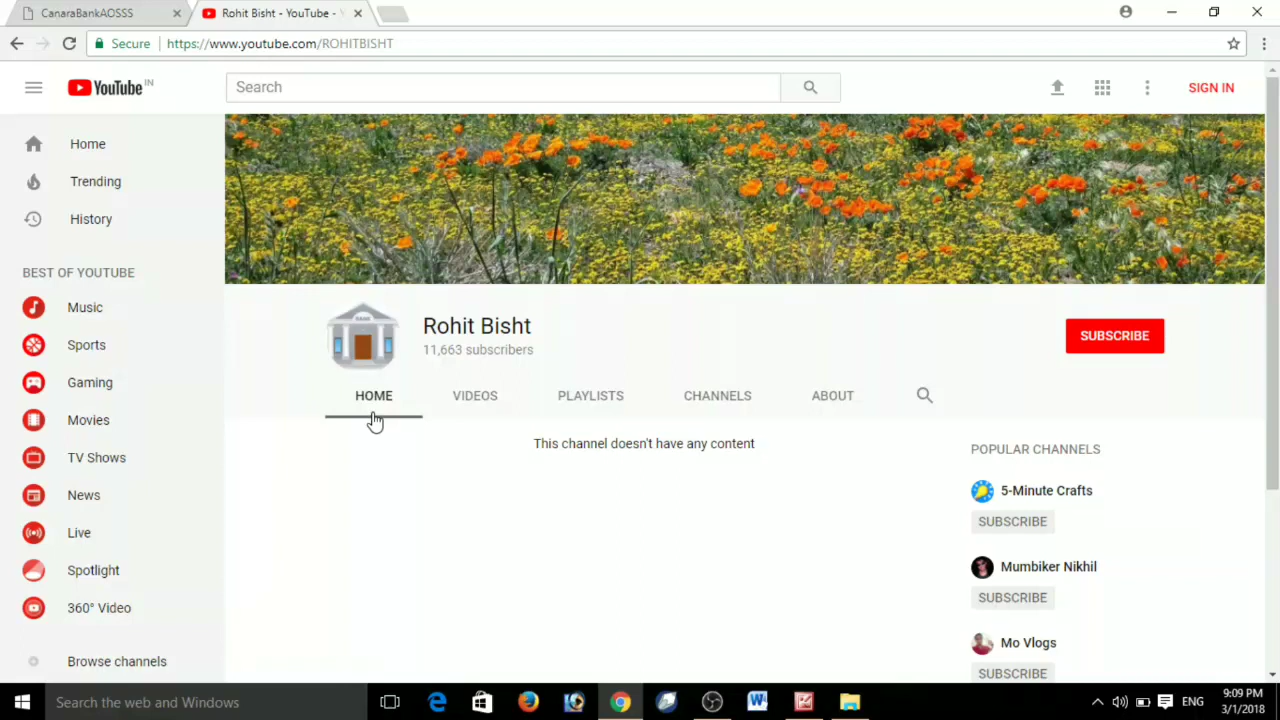 CanaraBankAOSSS
Rohit Bisht - YouTube -
Secure
https://www.youtube.com/ROHITBISHT
YouTube IN
Search
SIGN IN
Home
Trending
History
BEST OF YOUTUBE
Music
Sports
Gaming
Movies
TV Shows
News
Live
Spotlight
360° Video
Browse channels
BANK
Rohit Bisht
11,663 subscribers
SUBSCRIBE
HOME
VIDEOS
PLAYLISTS
CHANNELS
ABOUT
This channel doesn't have any content
POPULAR CHANNELS
5-Minute Crafts
SUBSCRIBE
Mumbiker Nikhil
SUBSCRIBE
Mo Vlogs
SUBSCRIBE
Search the web and Windows
ENG
9:09 PM
3/1/2018